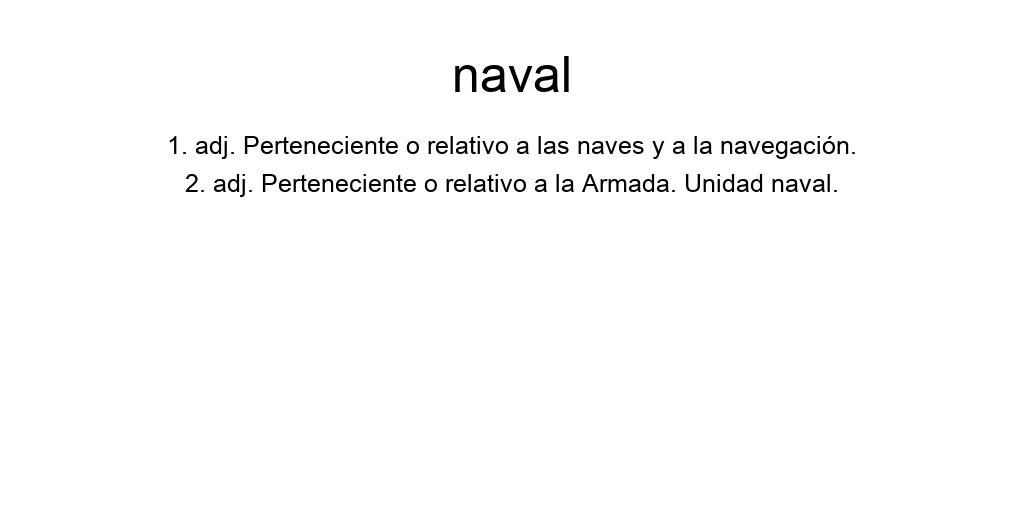 naval
1. adj. Perteneciente o relativo a las naves y a la navegación.
2. adj. Perteneciente o relativo a la Armada. Unidad naval.